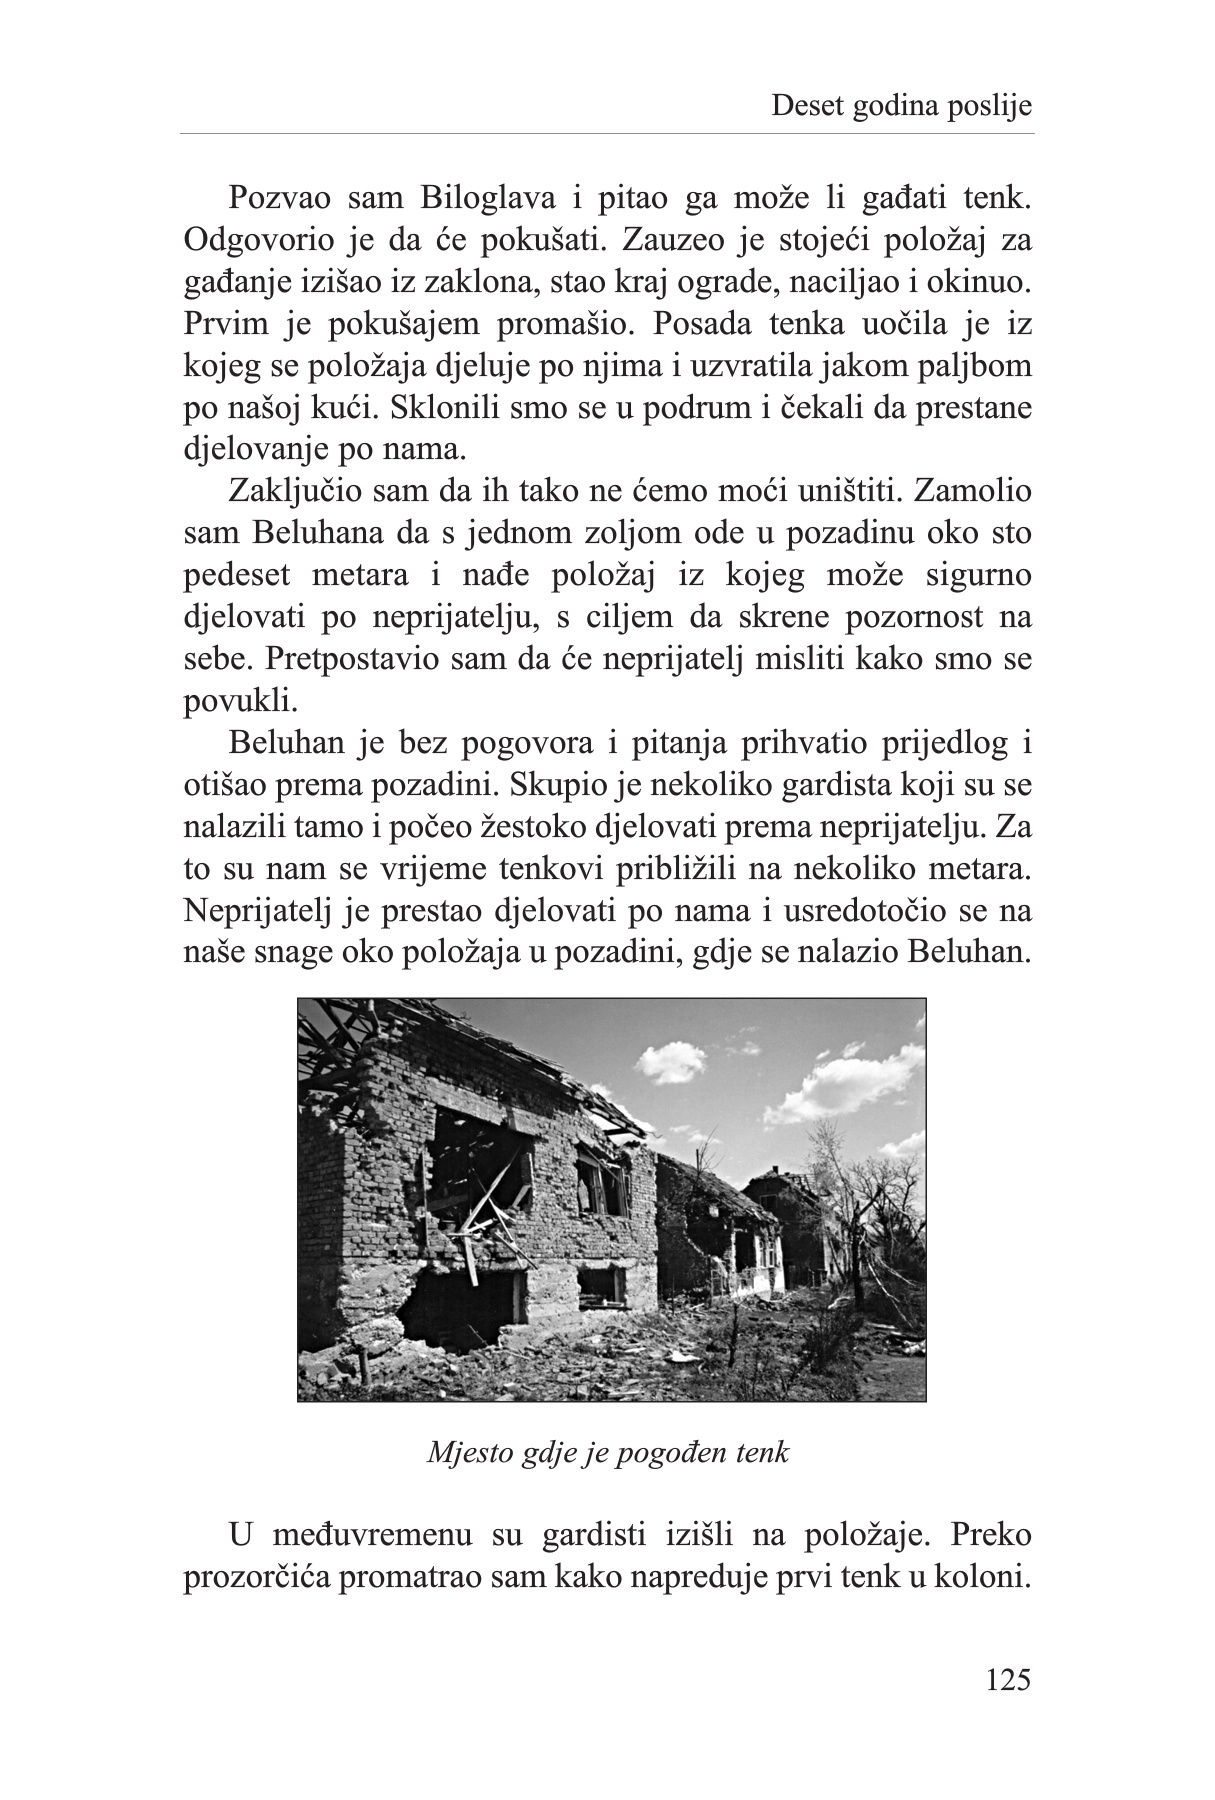 Deset godina poslije
Pozvao sam Biloglava i pitao ga može li gađati tenk.
Odgovorio je da će pokušati. Zauzeo je stojeći položaj za
gađanje izišao iz zaklona, stao kraj ograde, naciljao i okinuo.
Prvim je pokušajem promašio. Posada tenka uočila je iz
kojeg se položaja djeluje po njima i uzvratila jakom paljbom
po našoj kući. Sklonili smo se u podrum i čekali da prestane
djelovanje po nama.
Zaključio sam da ih tako ne ćemo moći uništiti. Zamolio
sam Beluhana da s jednom zoljom ode u pozadinu oko sto
pedeset metara i nađe položaj iz kojeg može sigurno
djelovati po neprijatelju, s ciljem da skrene pozornost na
sebe. Pretpostavio sam da će neprijatelj misliti kako smo se
povukli.
Beluhan je bez pogovora i pitanja prihvatio prijedlog i
otišao prema pozadini. Skupio je nekoliko gardista koji su se
nalazili tamo i počeo žestoko djelovati prema neprijatelju. Za
to su nam se vrijeme tenkovi približili na nekoliko metara.
Neprijatelj je prestao djelovati po nama i usredotočio se na
naše snage oko položaja u pozadini, gdje se nalazio Beluhan.
Mjesto gdje je pogođen tenk
U međuvremenu su gardisti izišli na položaje. Preko
prozorčića promatrao sam kako napreduje prvi tenk u koloni.
125